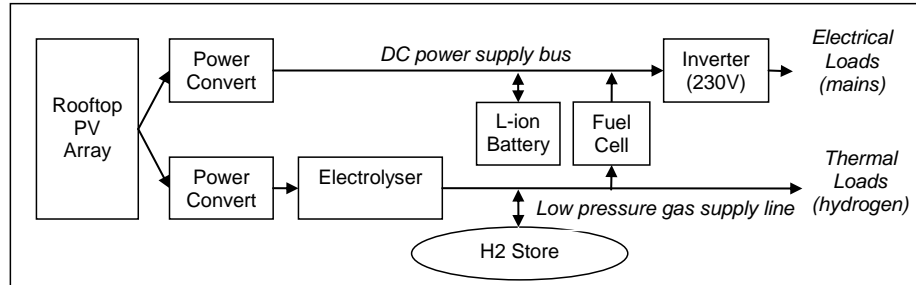 Rooftop
PV
Array
Power
Convert
DC power supply bus
Inverter
(230V)
Electrical
Loads
(mains)
L-ion
Battery
Fuel
Cell
Power
Convert
Electrolyser
Low pressure gas supply line
Thermal
Loads
(hydrogen)
H2 Store